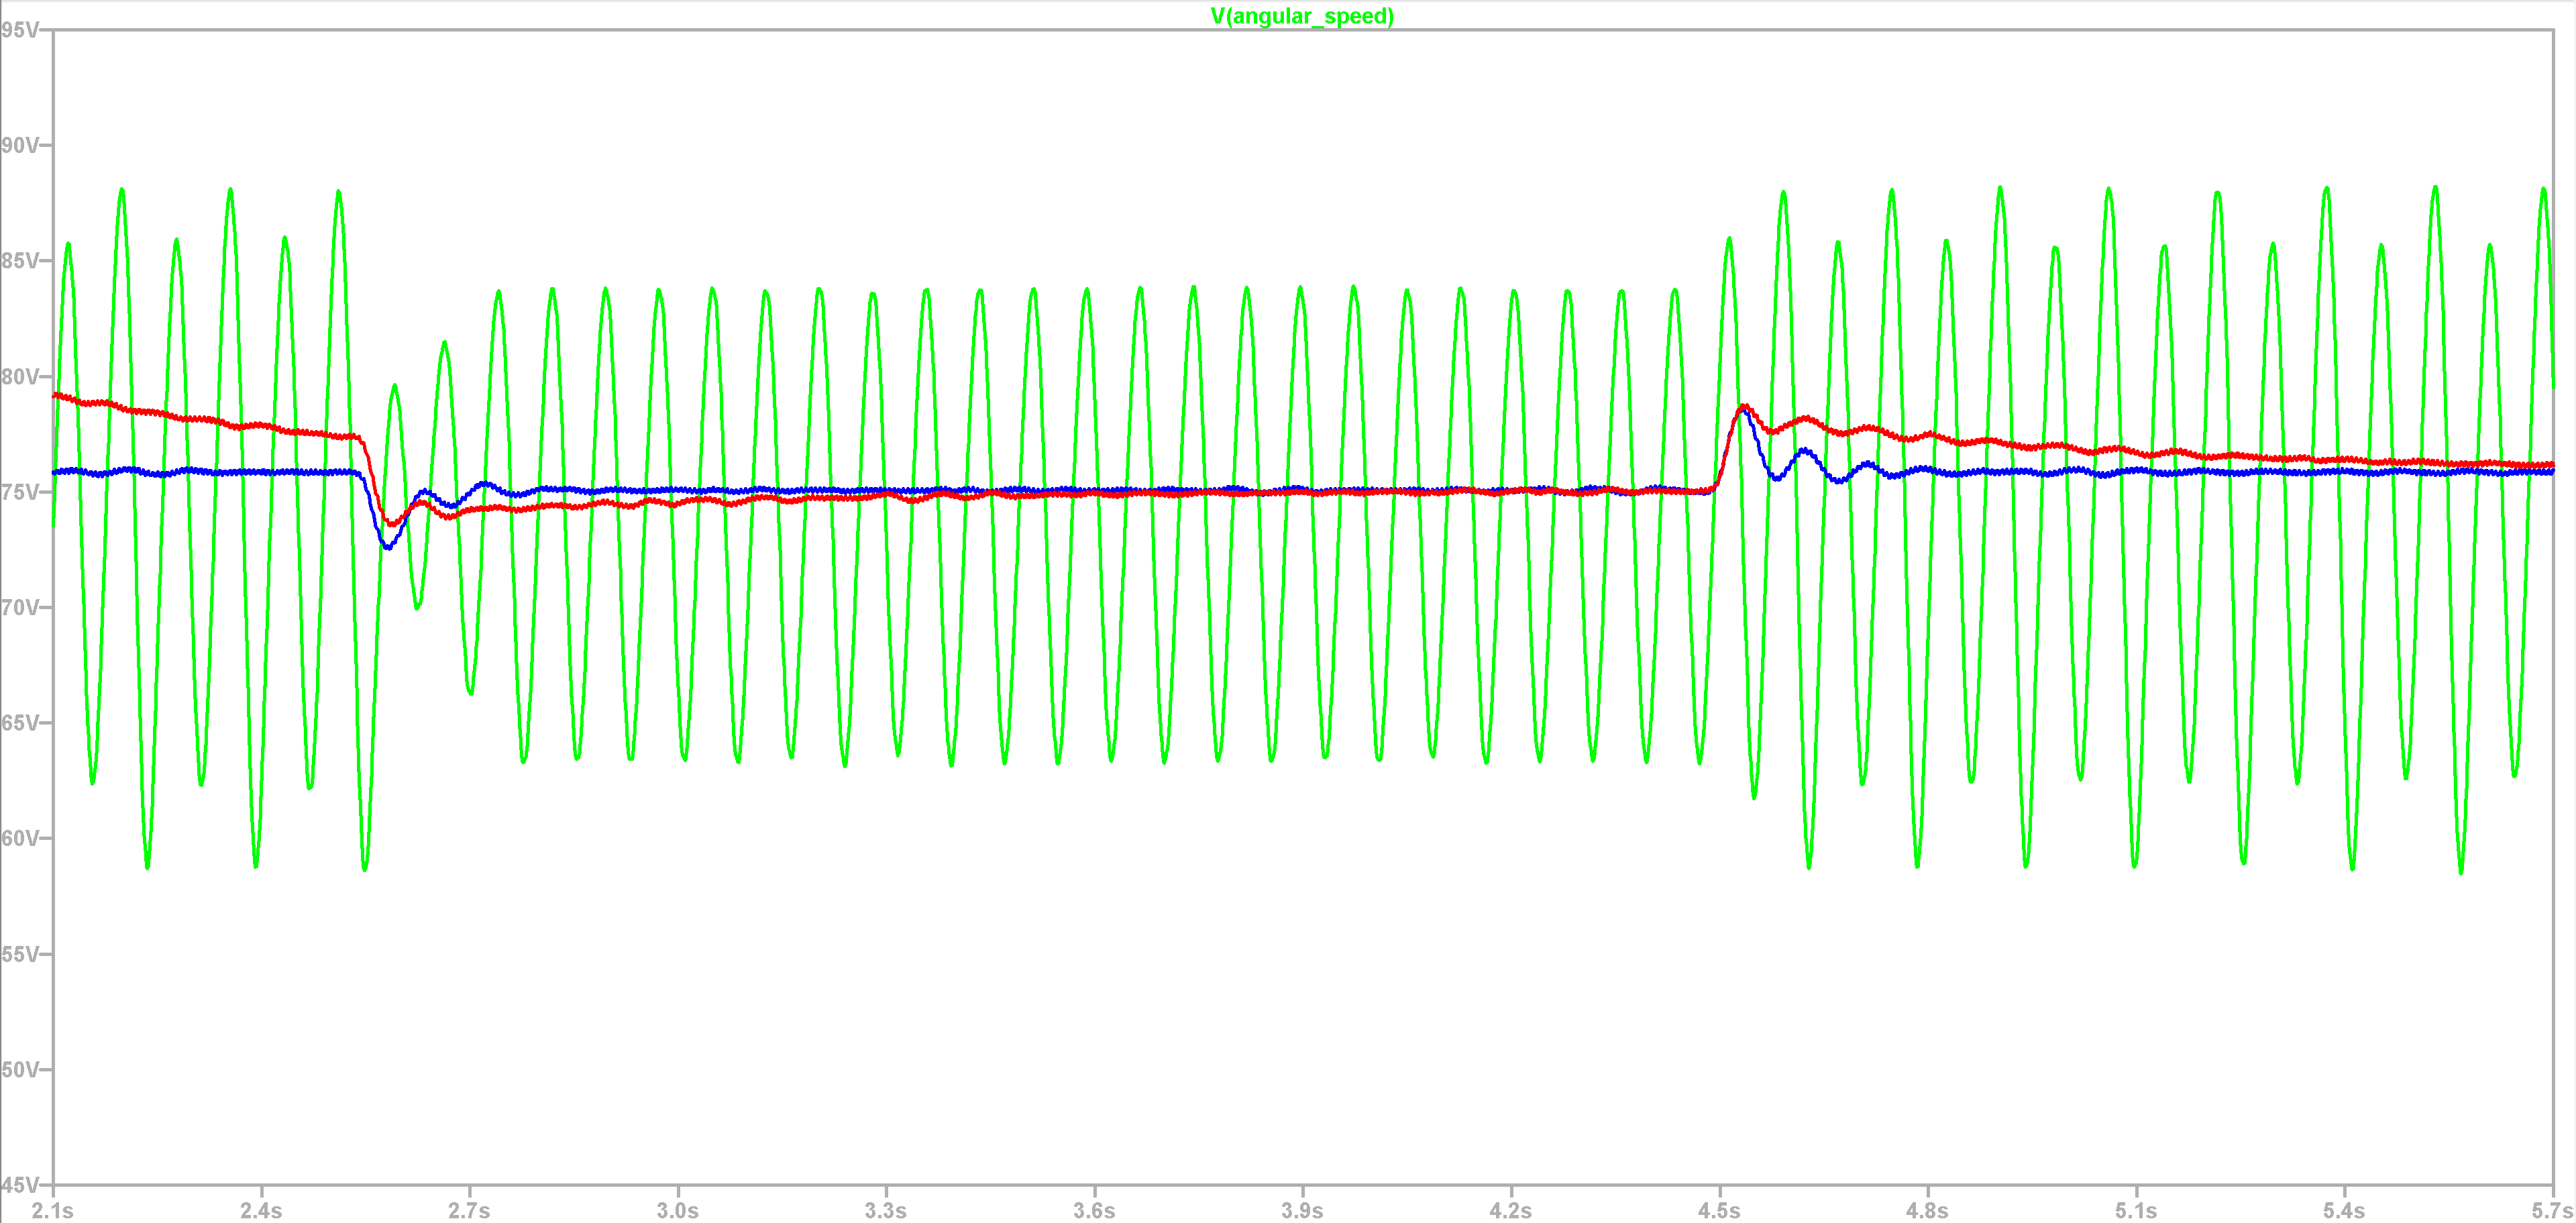 V(angular_speed)
95V
90V
85V
80V
75V
70V
65V
60V
55V
50V
45V
2.1s 2.4s 2.7s 3.0s 3.3s 3.6s 3.9s 4.2s 4.5s 4.8s 5.1s 5.4s 5.7s